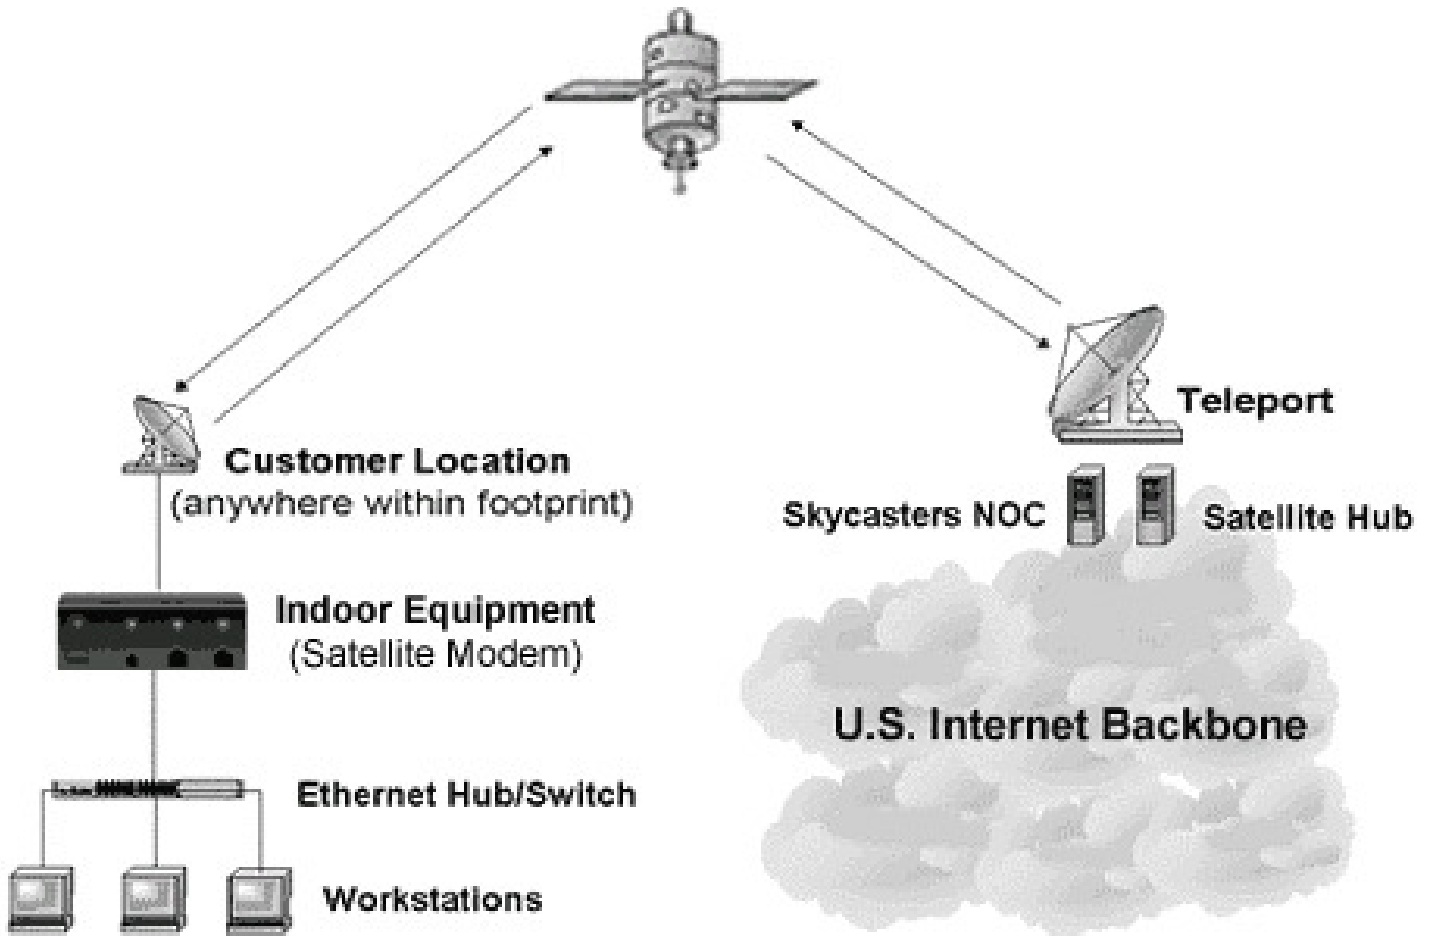 Teleport
Customer Location
(anywhere within footprint)
Skycasters NOC
Satellite Hub
Indoor Equipment
(Satellite Modem)
U.S. Internet Backbone
Ethernet Hub/Switch
Workstations